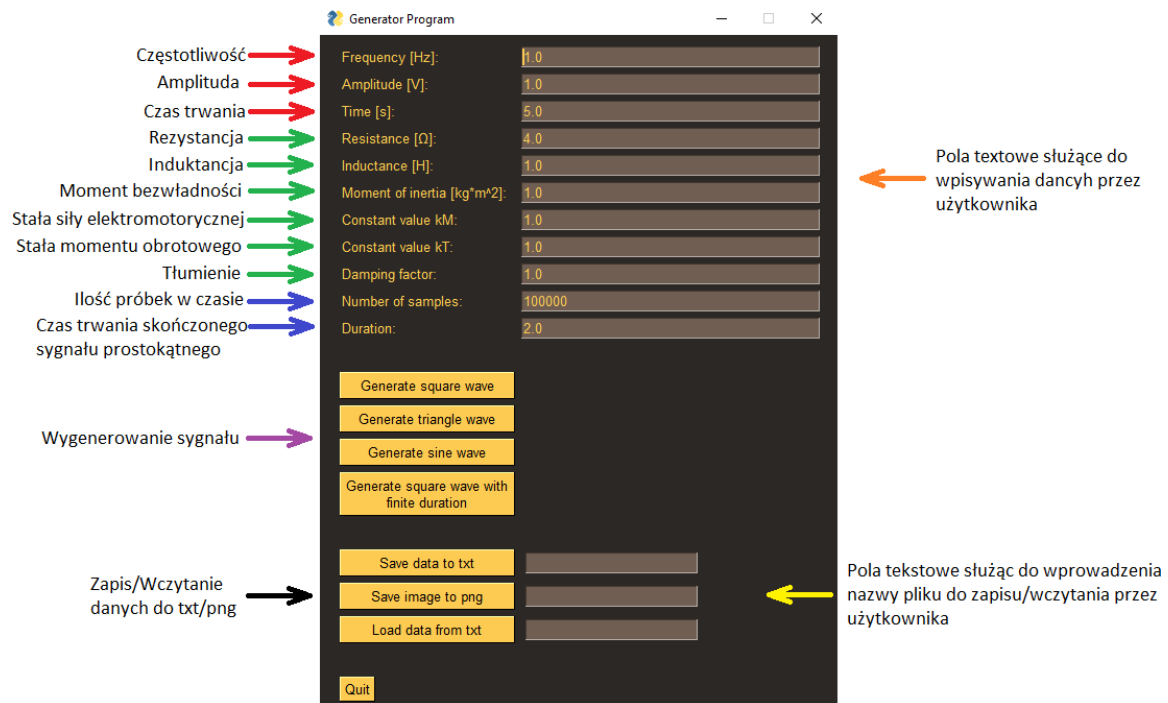 Generator Program
Częstotliwość
Frequency [Hz]:
1.0
Amplituda
Amplitude [V]:
1.0
Czas trwania
Time [s]:
5.0
Rezystancja
Resistance [Ω]:
4.0
Induktancja
Inductance [H]:
1.0
Moment bezwładności
Moment of inertia [kg*m^2]:
1.0
Stała siły elektromotorycznej
Constant value kM:
1.0
Stała momentu obrotowego
Constant value kT:
1.0
Tłumienie
Damping factor:
1.0
Ilość próbek w czasie
Number of samples:
100000
Czas trwania skończonego
sygnału prostokątnego
Duration:
2.0
Pola textowe służące do
wpisywania dancyh przez
użytkownika
Wygenerowanie sygnału
Generate square wave
Generate triangle wave
Generate sine wave
Generate square wave with
finite duration
Zapis/Wczytanie
danych do txt/png
Save data to txt
Save image to png
Load data from txt
Pola tekstowe służąc do wprowadzenia
nazwy pliku do zapisu/wczytania przez
użytkownika
Quit